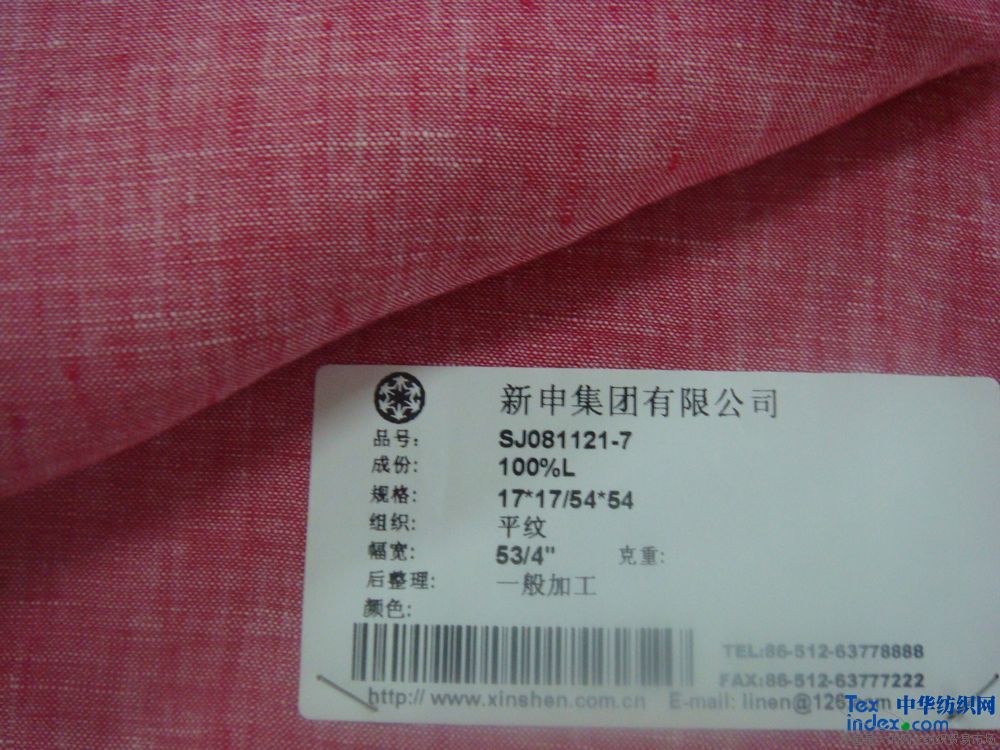 新申集团有限公司
品号: SJ081121-7
成份: 100%L
规格: 17*17/54*54
组织: 平纹
幅宽: 53/4" 克重:
后整理: 一般加工
颜色:
TEL:86-512-63778888
FAX:86-512-63777222
http:// www.xinshen.com.cn E-mail: linen@126
Tex 中华纺织网
index.com